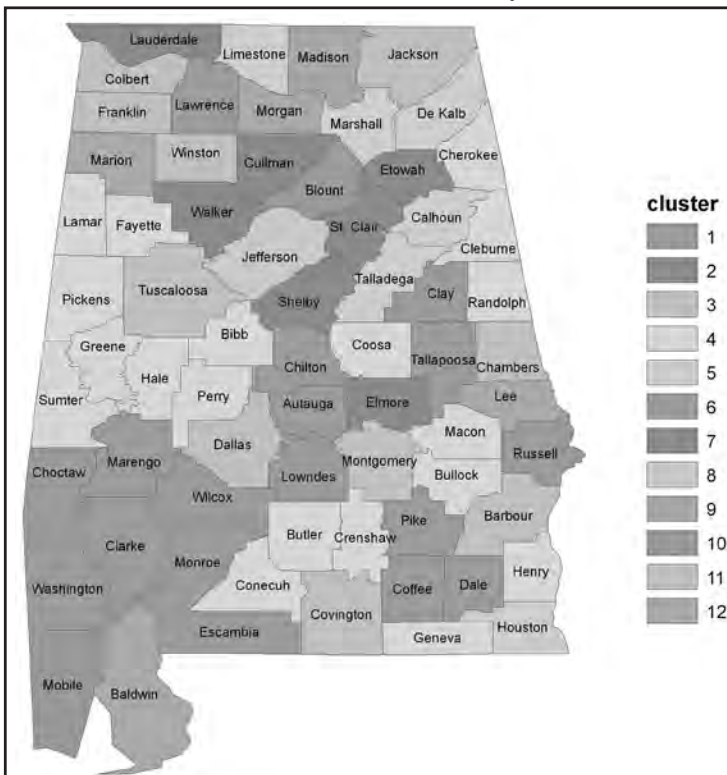 Lauderdale
Limestone
Madison
Jackson
Colbert
Lawrence
Franklin
Morgan
De Kalb
Marshall
Cherokee
Marion
Winston
Cullman
Etowah
Blount
Walker
Lamar
Fayette
St. Clair
Calhoun
Cleburne
Jefferson
Talladega
Tuscaloosa
Pickens
Shelby
Clay
Randolph
Bibb
Greene
Coosa
Hale
Chilton
Tallapoosa
Chambers
Sumter
Perry
Autauga
Elmore
Lee
Dallas
Macon
Montgomery
Russell
Choctaw
Marengo
Lowndes
Bullock
Wilcox
Pike
Barbour
Butler
Crenshaw
Clarke
Monroe
Washington
Conecuh
Coffee
Dale
Henry
Covington
Escambia
Geneva
Houston
Mobile
Baldwin
cluster
1
2
3
4
5
6
7
8
9
10
11
12